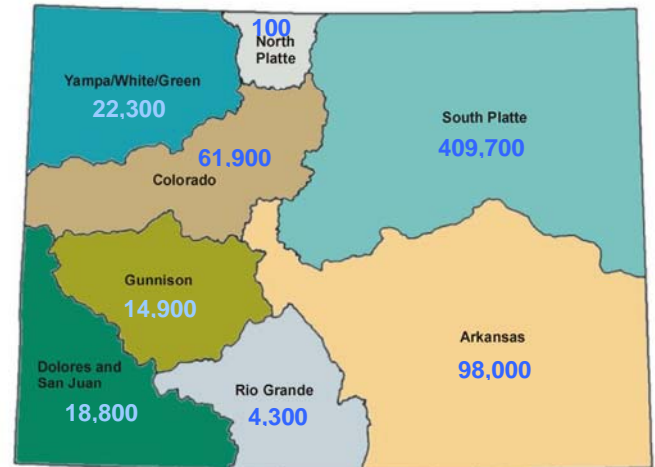 100
North
Platte
Yampa/White/Green
22,300
South Platte
409,700
61,900
Colorado
Gunnison
14,900
Arkansas
98,000
Dolores and
San Juan
18,800
Rio Grande
4,300